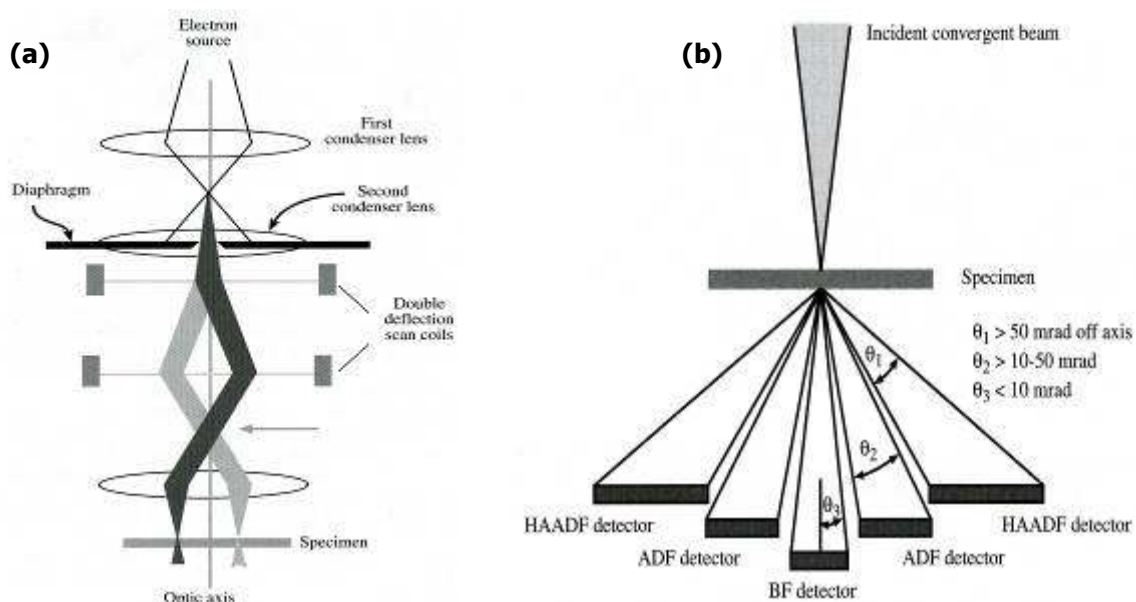 (a)
Electron
source
First
condenser lens
Diaphragm
Second
condenser lens
Double
deflection
scan coils
Specimen
Optic axis
(b)
Incident convergent beam
Specimen
θ1 > 50 mrad off axis
θ2 > 10-50 mrad
θ3 < 10 mrad
θ1
θ2
θ3
HAADF detector
HAADF detector
ADF detector
ADF detector
BF detector